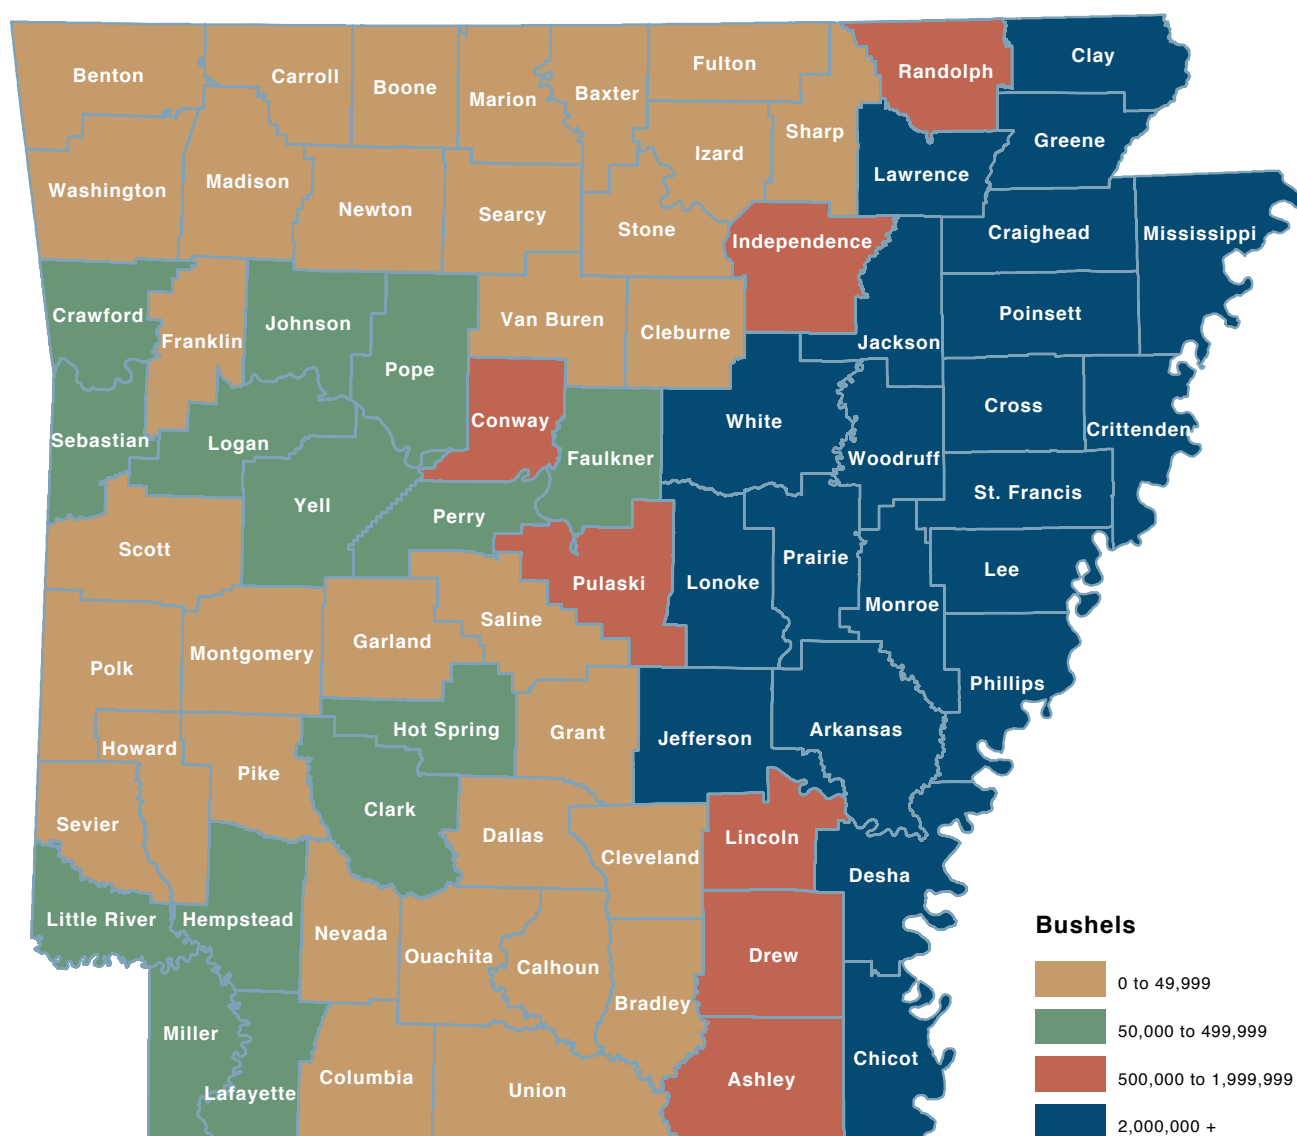 Benton
Carroll
Boone
Marion
Baxter
Fulton
Sharp
Izard
Randolph
Clay
Greene
Lawrence
Washington
Madison
Newton
Searcy
Stone
Independence
Craighead
Mississippi
Crawford
Franklin
Johnson
Pope
Van Buren
Cleburne
Jackson
Poinsett
Sebastian
Logan
Conway
Faulkner
White
Woodruff
Cross
Crittenden
Scott
Yell
Perry
Pulaski
Lonoke
Prairie
Monroe
St. Francis
Lee
Polk
Montgomery
Garland
Saline
Phillips
Howard
Pike
Hot Spring
Grant
Jefferson
Arkansas
Sevier
Clark
Dallas
Cleveland
Lincoln
Desha
Little River
Hempstead
Nevada
Ouachita
Calhoun
Bradley
Drew
Miller
Lafayette
Columbia
Union
Ashley
Chicot
Bushels
0 to 49,999
50,000 to 499,999
500,000 to 1,999,999
2,000,000 +